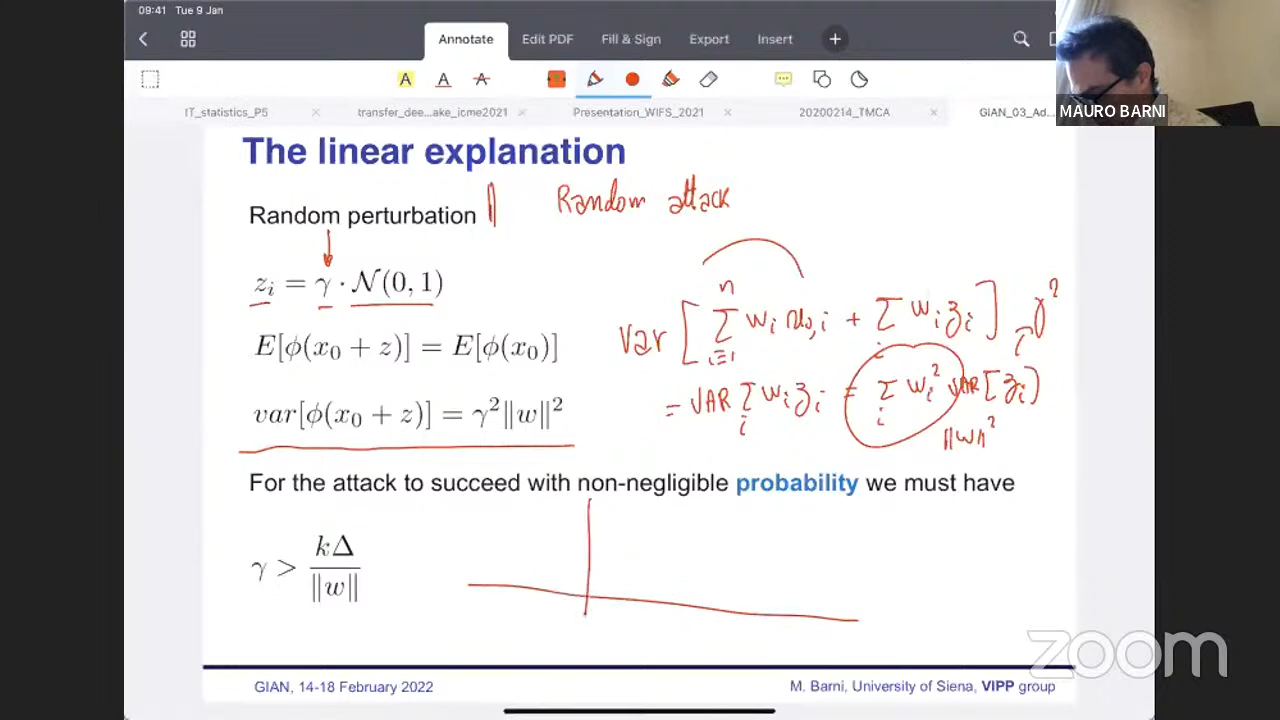 09:41 Tue 9 Jan
Annotate Edit PDF Fill & Sign Export Insert
IT_statistics_P5 transfer_dee...ake_icme2021 Presentation_WIFS_2021 20200214_TMCA GIAN_03_Ad...
MAURO BARNI
The linear explanation
Random perturbation
Random attack
z_i = γ · 𝒩(0, 1)
var [ Σ_{i=1}^{n} w_i x_{0,i} + Σ_i w_i z_i ] γ²
E[φ(x_0 + z)] = E[φ(x_0)]
= VAR Σ_i w_i z_i = Σ_i w_i² VAR[z_i]
var[φ(x_0 + z)] = γ²‖w‖²
‖w‖²
For the attack to succeed with non-negligible probability we must have
γ > kΔ / ‖w‖
zoom
GIAN, 14-18 February 2022
M. Barni, University of Siena, VIPP group